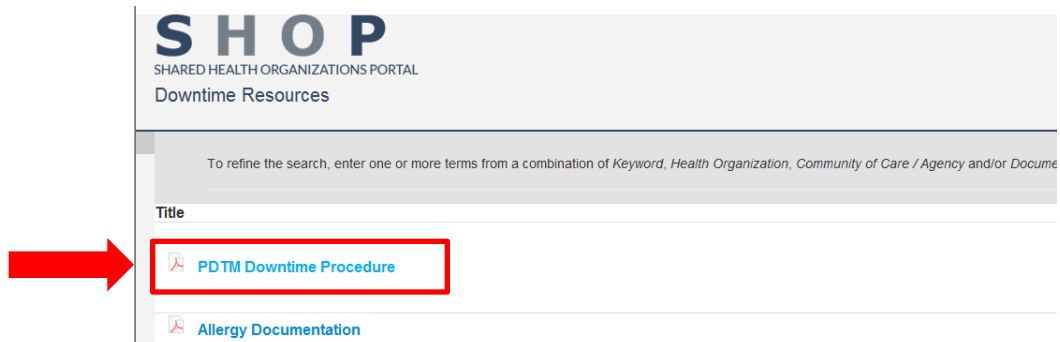 SHOP
SHARED HEALTH ORGANIZATIONS PORTAL
Downtime Resources
To refine the search, enter one or more terms from a combination of Keyword, Health Organization, Community of Care / Agency and/or
Title
PDTM Downtime Procedure
Allergy Documentation